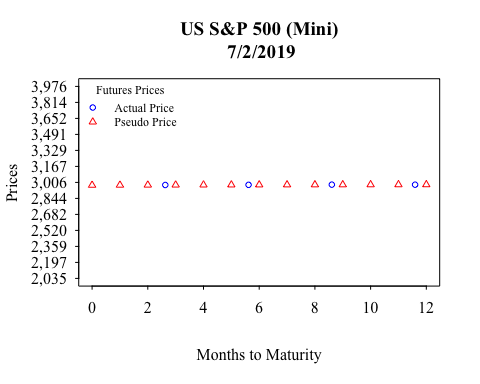 US S&P 500 (Mini)
7/2/2019
Futures Prices
Actual Price
Pseudo Price
Prices
3,976
3,814
3,652
3,491
3,329
3,167
3,006
2,844
2,682
2,520
2,359
2,197
2,035
0 2 4 6 8 10 12
Months to Maturity